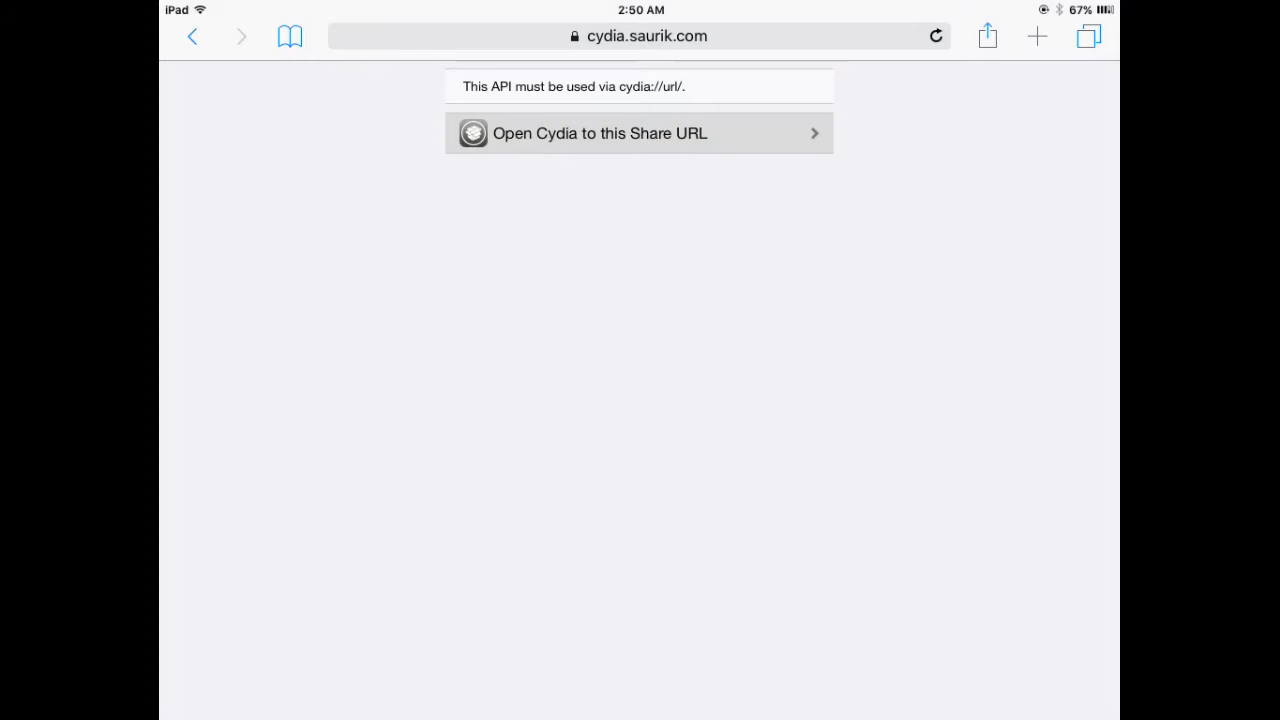 iPad 2:50 AM 67%
cydia.saurik.com
This API must be used via cydia://url/.
Open Cydia to this Share URL